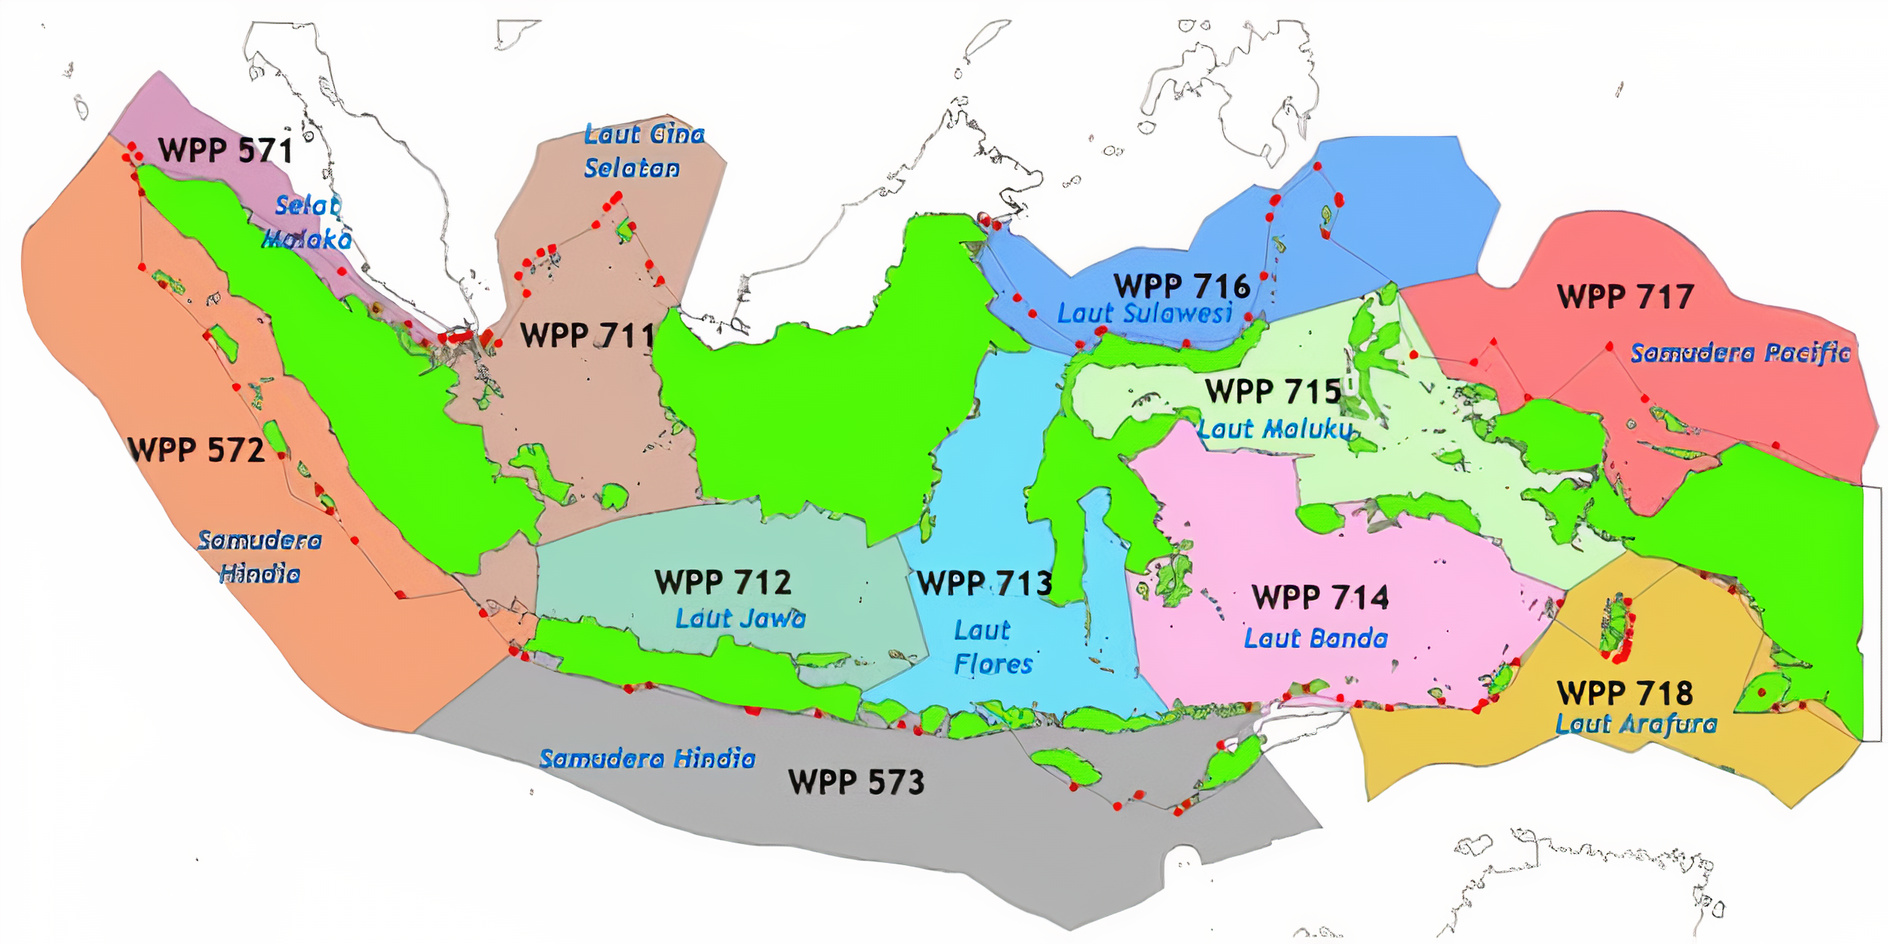 Laut Cina
Selatan
WPP 571
Selat
Malaka
WPP 716
Laut Sulawesi
WPP 717
Samudera Pacific
WPP 711
WPP 715
Laut Maluku
WPP 572
Samudera
Hindia
WPP 712
Laut Jawa
WPP 713
Laut
Flores
WPP 714
Laut Banda
WPP 718
Laut Arafura
Samudera Hindia
WPP 573